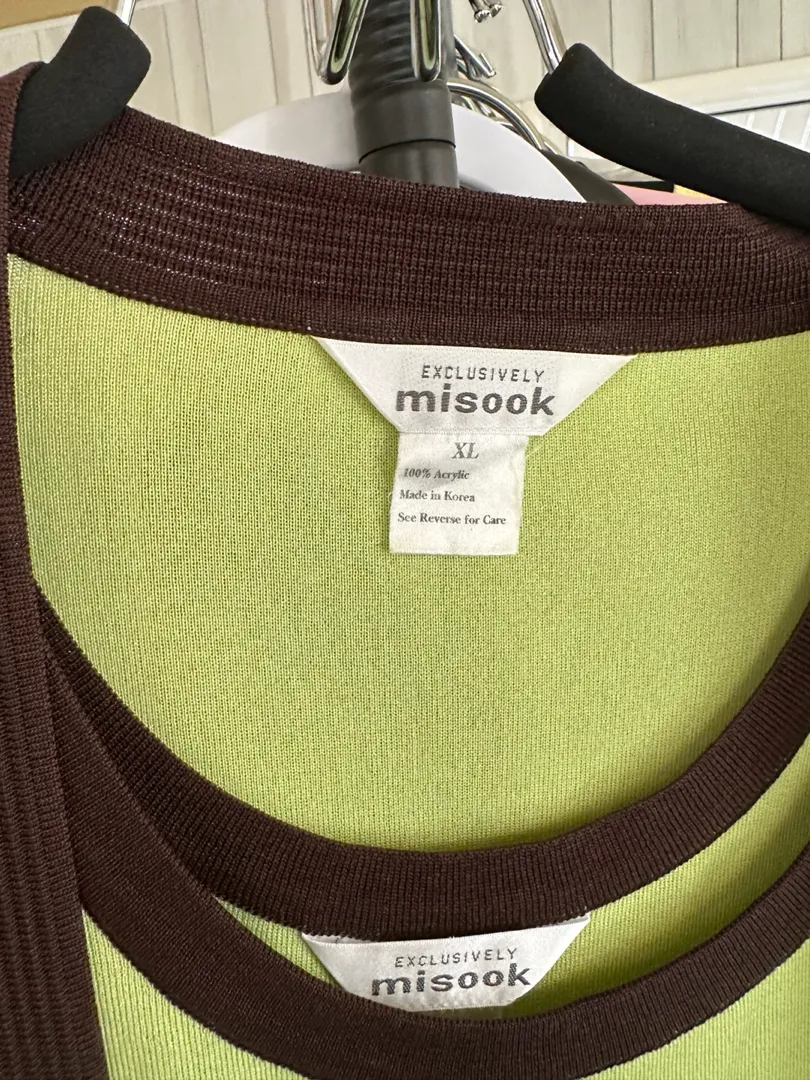 EXCLUSIVELY
misook
XL
100% Acrylic
Made in Korea
See Reverse for Care
EXCLUSIVELY
misook